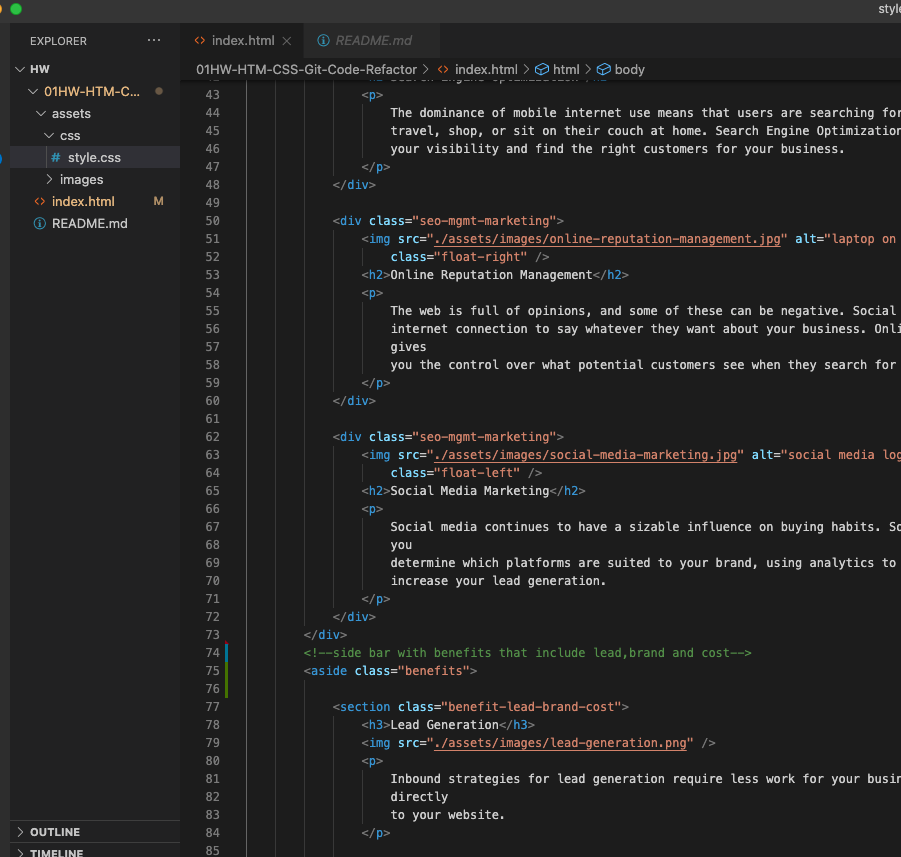 style
EXPLORER ···
HW
01HW-HTM-C...
assets
css
# style.css
images
<> index.html M
README.md
OUTLINE
TIMELINE
<> index.html ×
README.md
01HW-HTM-CSS-Git-Code-Refactor > <> index.html > html > body
43 <p>
44 The dominance of mobile internet use means that users are searching for
45 travel, shop, or sit on their couch at home. Search Engine Optimization
46 your visibility and find the right customers for your business.
47 </p>
48 </div>
49
50 <div class="seo-mgmt-marketing">
51 <img src="./assets/images/online-reputation-management.jpg" alt="laptop on
52 class="float-right" />
53 <h2>Online Reputation Management</h2>
54 <p>
55 The web is full of opinions, and some of these can be negative. Social
56 internet connection to say whatever they want about your business. Onli
57 gives
58 you the control over what potential customers see when they search for
59 </p>
60 </div>
61
62 <div class="seo-mgmt-marketing">
63 <img src="./assets/images/social-media-marketing.jpg" alt="social media log
64 class="float-left" />
65 <h2>Social Media Marketing</h2>
66 <p>
67 Social media continues to have a sizable influence on buying habits. So
68 you
69 determine which platforms are suited to your brand, using analytics to
70 increase your lead generation.
71 </p>
72 </div>
73 </div>
74 <!--side bar with benefits that include lead,brand and cost-->
75 <aside class="benefits">
76
77 <section class="benefit-lead-brand-cost">
78 <h3>Lead Generation</h3>
79 <img src="./assets/images/lead-generation.png" />
80 <p>
81 Inbound strategies for lead generation require less work for your busin
82 directly
83 to your website.
84 </p>
85